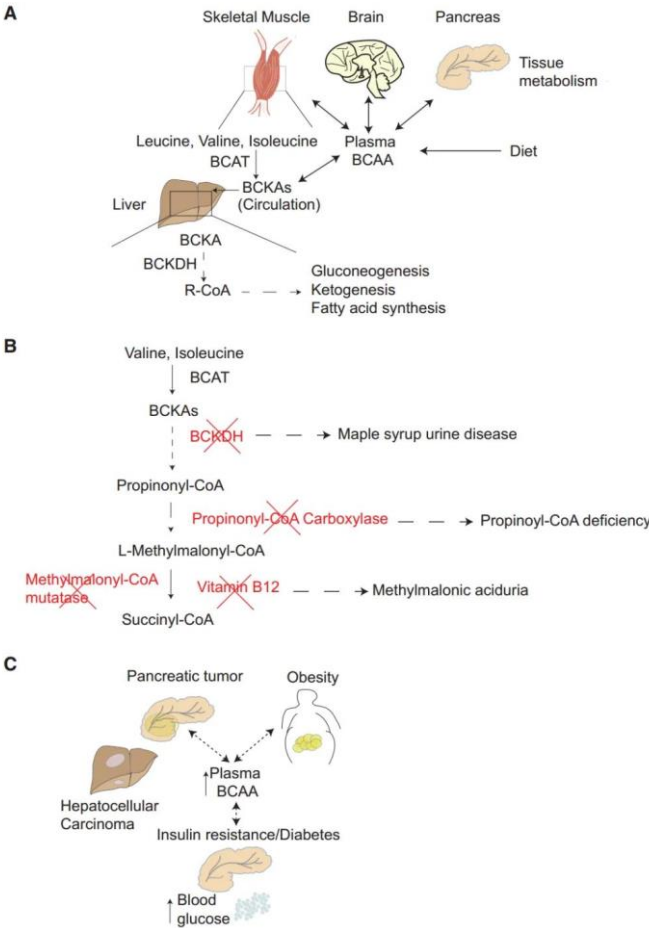 A
Skeletal Muscle
Brain
Pancreas
Tissue
metabolism
Leucine, Valine, Isoleucine
BCAT
Plasma
BCAA
Diet
BCKAs
(Circulation)
Liver
BCKA
BCKDH
R-CoA
Gluconeogenesis
Ketogenesis
Fatty acid synthesis
B
Valine, Isoleucine
BCAT
BCKAs
BCKDH
Maple syrup urine disease
Propinonyl-CoA
Propinonyl-CoA Carboxylase
Propinoyl-CoA deficiency
L-Methylmalonyl-CoA
Methylmalonyl-CoA
mutatase
Vitamin B12
Methylmalonic aciduria
Succinyl-CoA
C
Pancreatic tumor
Obesity
Plasma
BCAA
Hepatocellular
Carcinoma
Insulin resistance/Diabetes
Blood
glucose